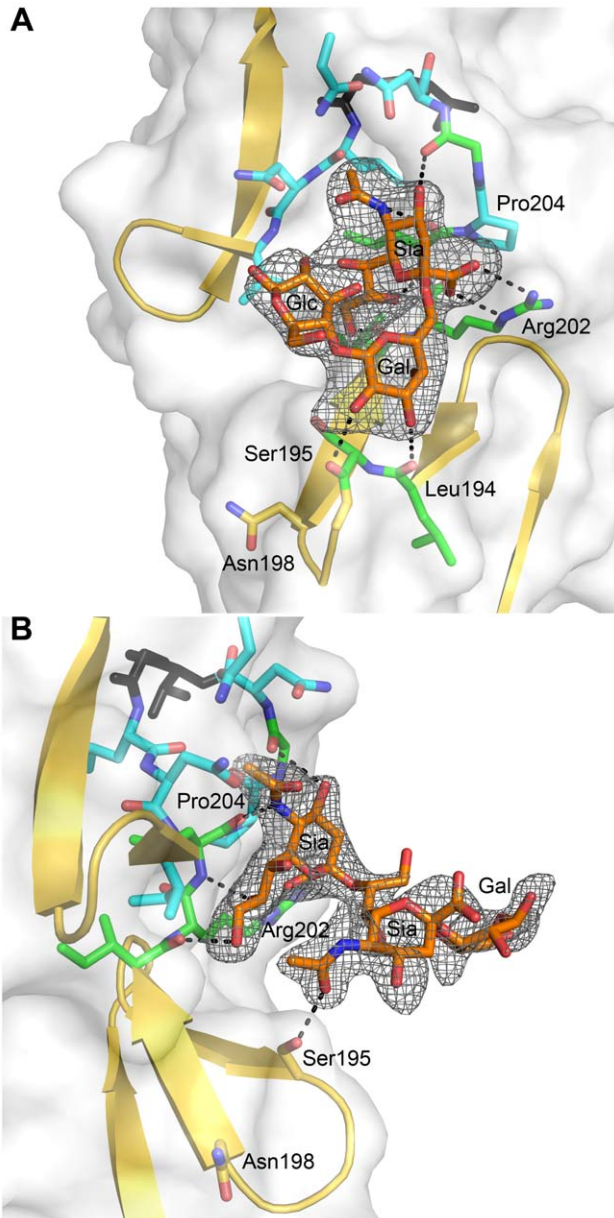 A
Pro204
Sia
Glc
Arg202
Gal
Ser195
Leu194
Asn198
B
Pro204
Sia
Gal
Arg202
Sia
Ser195
Asn198